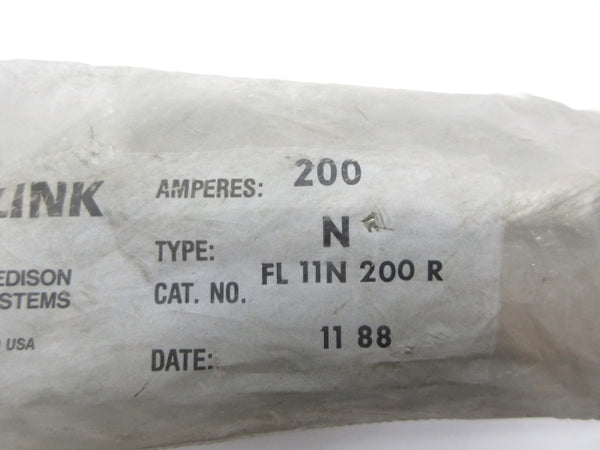 LINK
EDISON
STEMS
USA
AMPERES: 200
TYPE: N
CAT. NO. FL 11N 200 R
DATE: 11 88